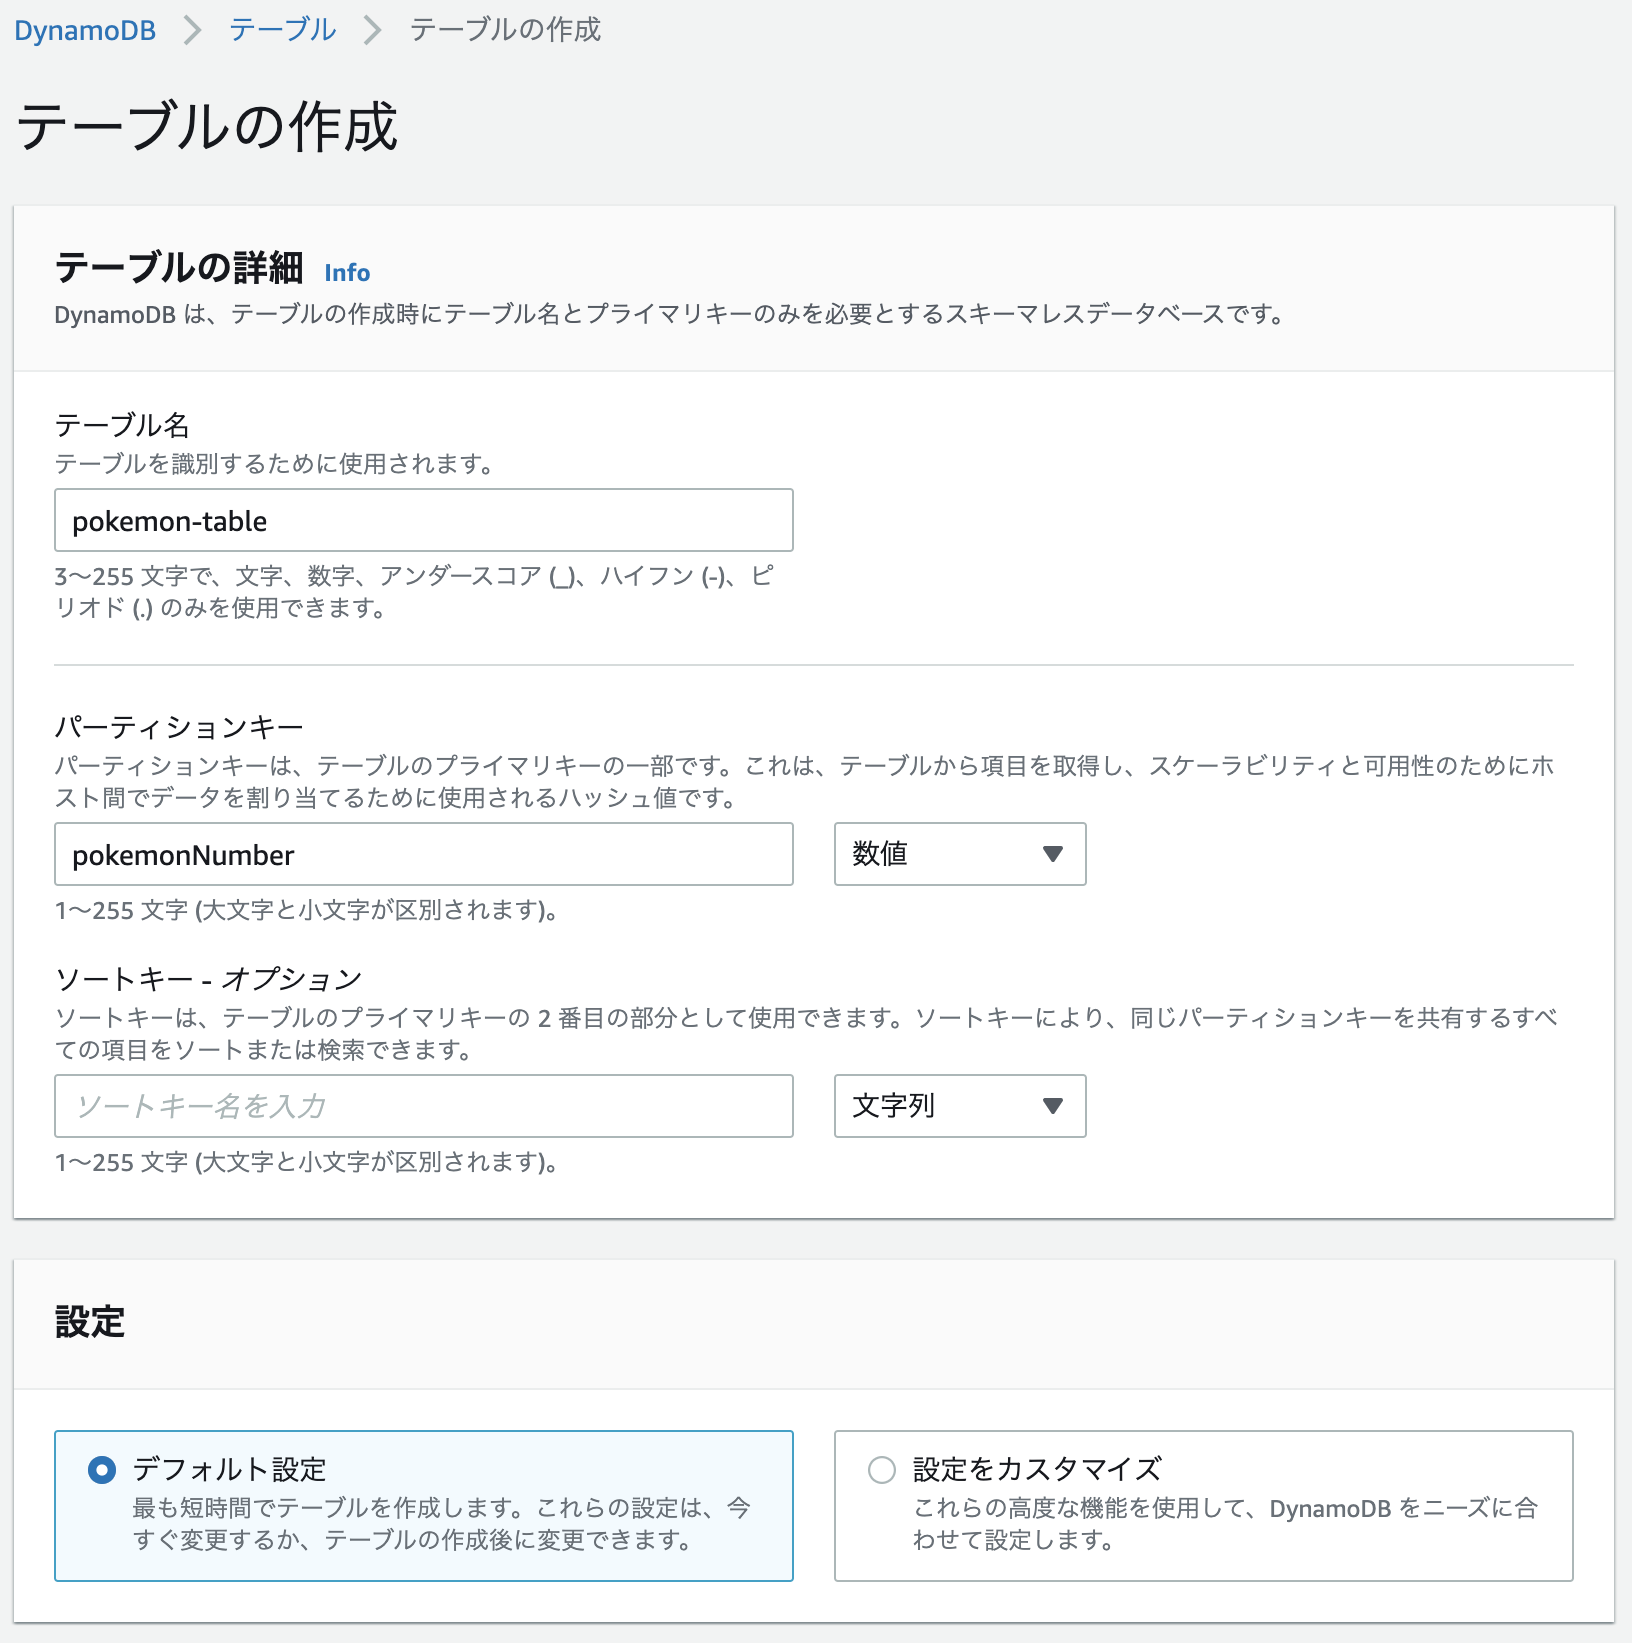 DynamoDB > テーブル > テーブルの作成
テーブルの作成
テーブルの詳細 Info
DynamoDB は、テーブルの作成時にテーブル名とプライマリキーのみを必要とするスキーマレスデータベースです。
テーブル名
テーブルを識別するために使用されます。
pokemon-table
3〜255 文字で、文字、数字、アンダースコア (_)、ハイフン (-)、ピ
リオド (.) のみを使用できます。
パーティションキー
パーティションキーは、テーブルのプライマリキーの一部です。これは、テーブルから項目を取得し、スケーラビリティと可用性のためにホ
スト間でデータを割り当てるために使用されるハッシュ値です。
pokemonNumber 数値
1〜255 文字 (大文字と小文字が区別されます)。
ソートキー - オプション
ソートキーは、テーブルのプライマリキーの 2 番目の部分として使用できます。ソートキーにより、同じパーティションキーを共有するすべ
ての項目をソートまたは検索できます。
ソートキー名を入力 文字列
1〜255 文字 (大文字と小文字が区別されます)。
設定
デフォルト設定
最も短時間でテーブルを作成します。これらの設定は、今
すぐ変更するか、テーブルの作成後に変更できます。
設定をカスタマイズ
これらの高度な機能を使用して、DynamoDB をニーズに合
わせて設定します。